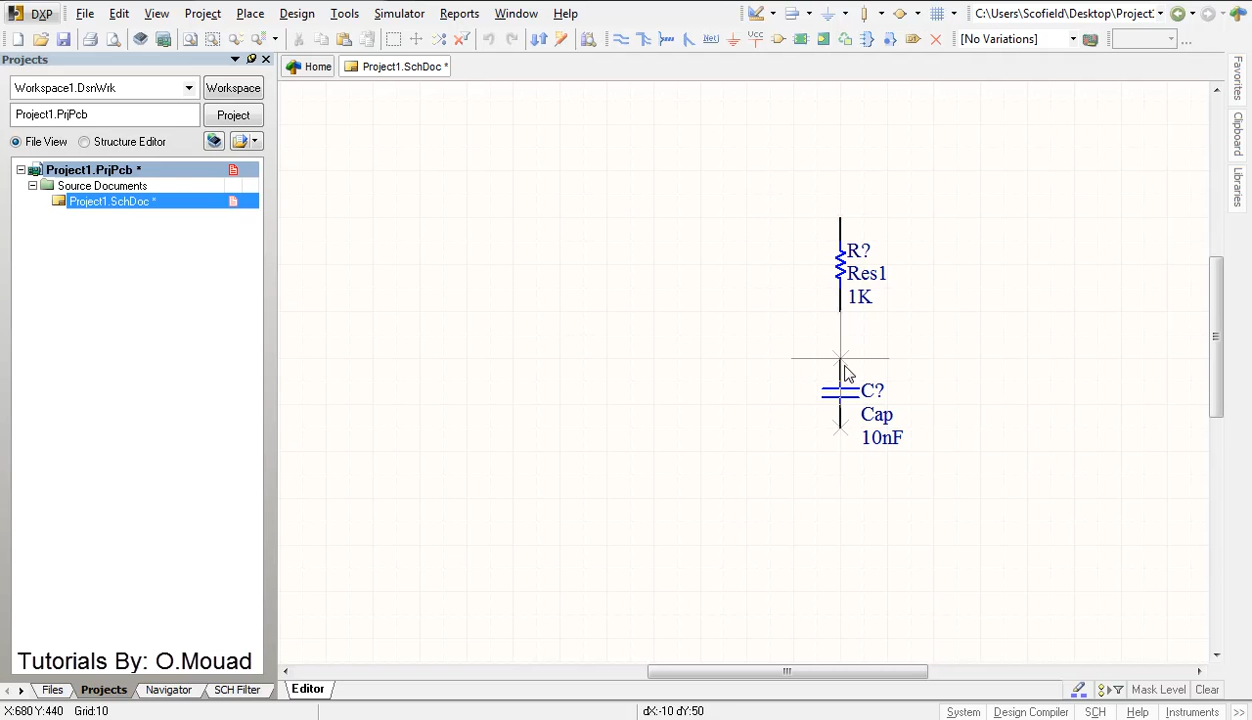 DXP File Edit View Project Place Design Tools Simulator Reports Window Help C:\Users\Scofield\Desktop\Project
Net Vcc D1 [No Variations] ...
Projects Home Project1.SchDoc *
Workspace1.DsnWrk Workspace
Project1.PrjPcb Project
File View Structure Editor
Project1.PrjPcb *
Source Documents
Project1.SchDoc *
Favorites
Clipboard
Libraries
R?
Res1
1K
C?
Cap
10nF
Tutorials By: O.Mouad
Files Projects Navigator SCH Filter Editor Mask Level Clear
X:680 Y:440 Grid:10 dX:-10 dY:50 System Design Compiler SCH Help Instruments >>